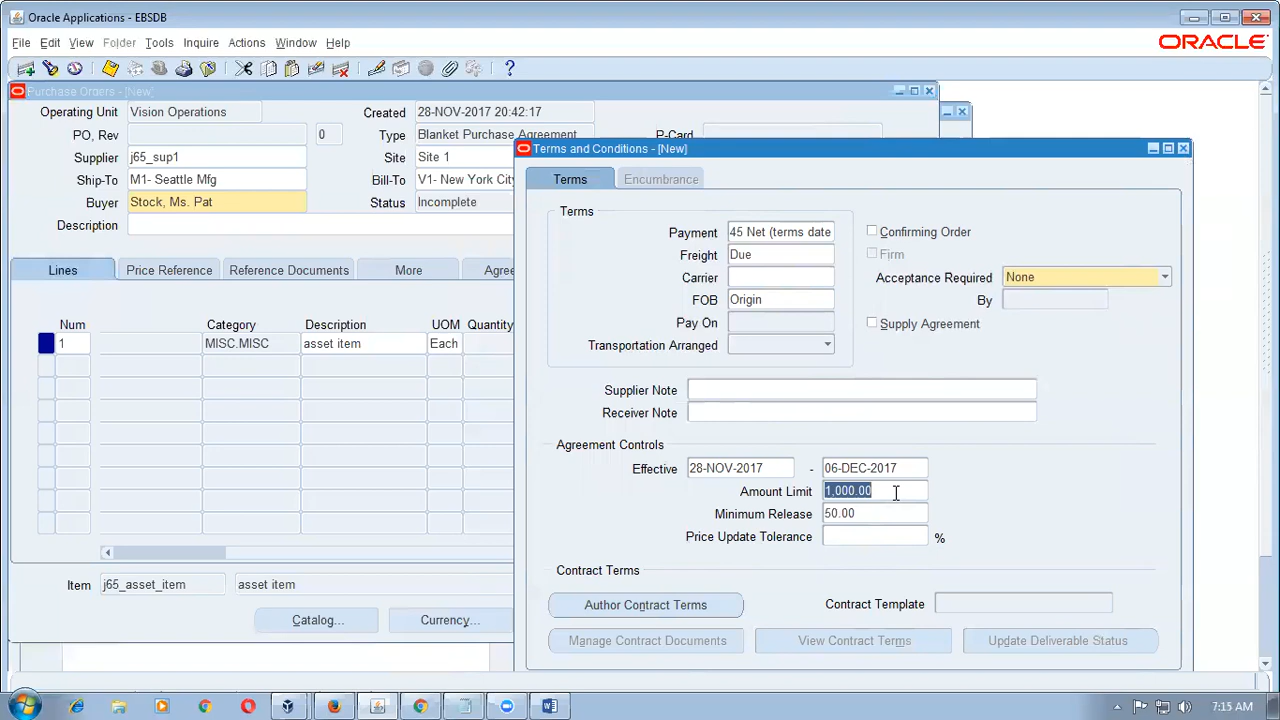 Oracle Applications - EBSDB
File Edit View Folder Tools Inquire Actions Window Help
ORACLE
Purchase Orders - [New]
Operating Unit Vision Operations Created 28-NOV-2017 20:42:17
PO, Rev 0 Type Blanket Purchase Agreement P-Card
Supplier j65_sup1 Site Site 1
Ship-To M1- Seattle Mfg Bill-To V1- New York City
Buyer Stock, Ms. Pat Status Incomplete
Description
Lines Price Reference Reference Documents More Agree
Num Category Description UOM Quantity
1 MISC.MISC asset item Each
Item j65_asset_item asset item
Catalog... Currency...
Terms and Conditions - [New]
Terms Encumbrance
Terms
Payment 45 Net (terms date Confirming Order
Freight Due Firm
Carrier Acceptance Required None
FOB Origin By
Pay On Supply Agreement
Transportation Arranged
Supplier Note
Receiver Note
Agreement Controls
Effective 28-NOV-2017 - 06-DEC-2017
Amount Limit 1,000.00
Minimum Release 50.00
Price Update Tolerance %
Contract Terms
Author Contract Terms Contract Template
Manage Contract Documents View Contract Terms Update Deliverable Status
7:15 AM